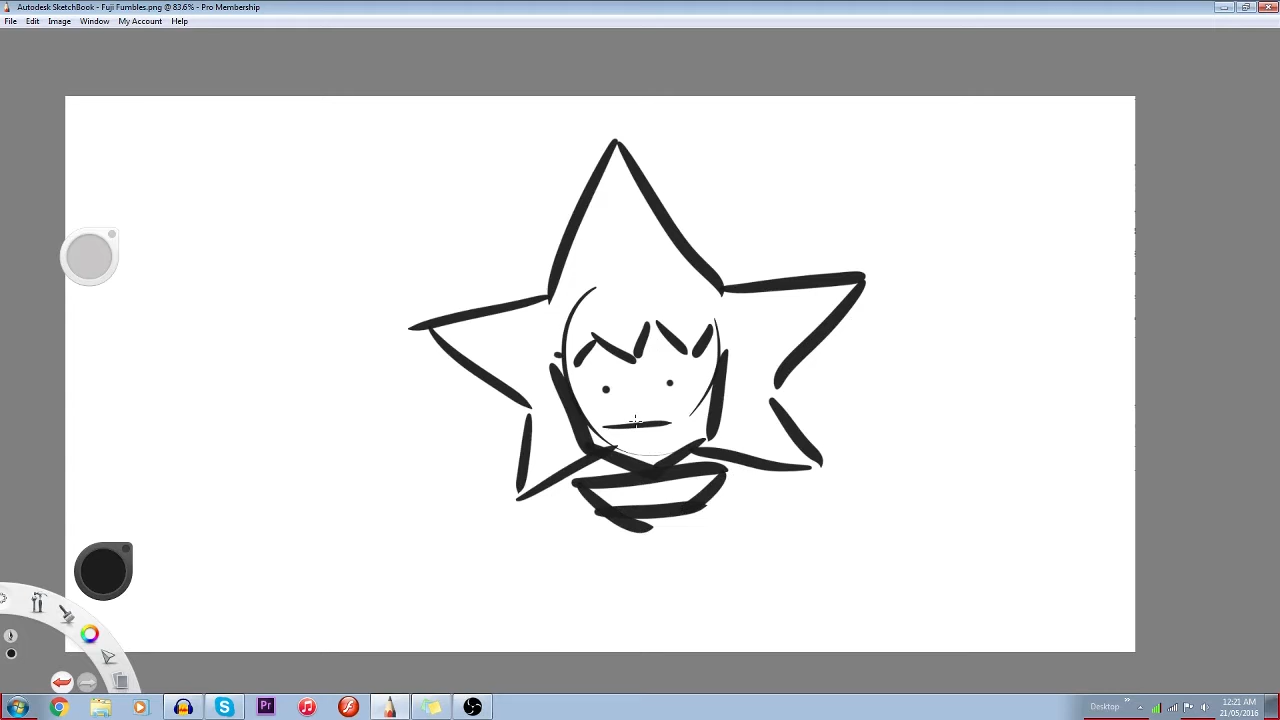 Autodesk SketchBook - Fuji Fumbles.png @ 83.6% - Pro Membership
File Edit Image Window My Account Help
Pr
Desktop
12:21 AM
21/05/2016